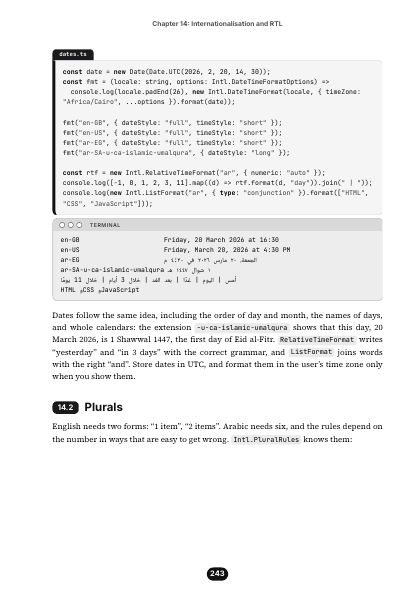 Chapter 14: Internationalisation and RTL
dates.ts
const date = new Date(Date.UTC(2026, 2, 20, 14, 30));
const fmt = (locale: string, options: Intl.DateTimeFormatOptions) =>
console.log(locale.padEnd(26), new Intl.DateTimeFormat(locale, { timeZone:
"Africa/Cairo", ...options }).format(date));
fmt("en-GB", { dateStyle: "full", timeStyle: "short" });
fmt("en-US", { dateStyle: "full", timeStyle: "short" });
fmt("ar-EG", { dateStyle: "full", timeStyle: "short" });
fmt("ar-SA-u-ca-islamic-umalqura", { dateStyle: "long" });
const rtf = new Intl.RelativeTimeFormat("ar", { numeric: "auto" });
console.log([-1, 0, 1, 2, 3, 11].map((d) => rtf.format(d, "day")).join(" | "));
console.log(new Intl.ListFormat("ar", { type: "conjunction" }).format(["HTML",
"CSS", "JavaScript"]));
TERMINAL
en-GB Friday, 20 March 2026 at 16:30
en-US Friday, March 20, 2026 at 4:30 PM
ar-EG الجمعة، ٢٠ مارس ٢٠٢٦ في ٤:٣٠ م
ar-SA-u-ca-islamic-umalqura ١ شوال ١٤٤٧ هـ
أمس | اليوم | غدًا | بعد الغد | خلال 3 أيام | خلال 11 يومًا
HTML وCSS وJavaScript
Dates follow the same idea, including the order of day and month, the names of days,
and whole calendars: the extension -u-ca-islamic-umalqura shows that this day, 20
March 2026, is 1 Shawwal 1447, the first day of Eid al-Fitr. RelativeTimeFormat writes
“yesterday” and “in 3 days” with the correct grammar, and ListFormat joins words
with the right “and”. Store dates in UTC, and format them in the user’s time zone only
when you show them.
14.2 Plurals
English needs two forms: “1 item”, “2 items”. Arabic needs six, and the rules depend on
the number in ways that are easy to get wrong. Intl.PluralRules knows them:
243